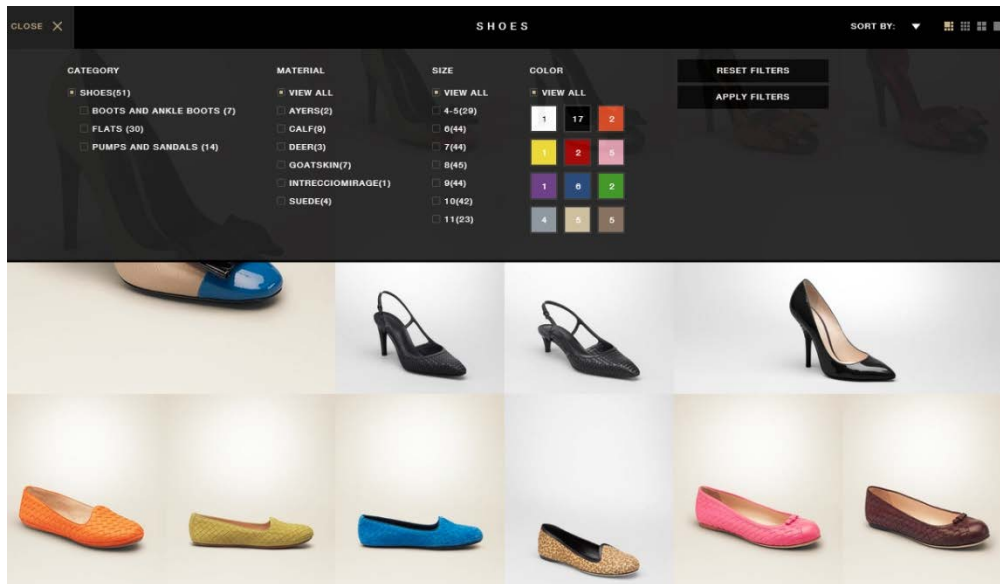 CLOSE X
SHOES
SORT BY:
CATEGORY
SHOES(51)
BOOTS AND ANKLE BOOTS (7)
FLATS (30)
PUMPS AND SANDALS (14)
MATERIAL
VIEW ALL
AYERS(2)
CALF(9)
DEER(3)
GOATSKIN(7)
INTRECCIOMIRAGE(1)
SUEDE(4)
SIZE
VIEW ALL
4-5(29)
6(44)
7(44)
8(45)
9(44)
10(42)
11(23)
COLOR
VIEW ALL
1 17 2
1 2 5
1 6 2
4 5 5
RESET FILTERS
APPLY FILTERS